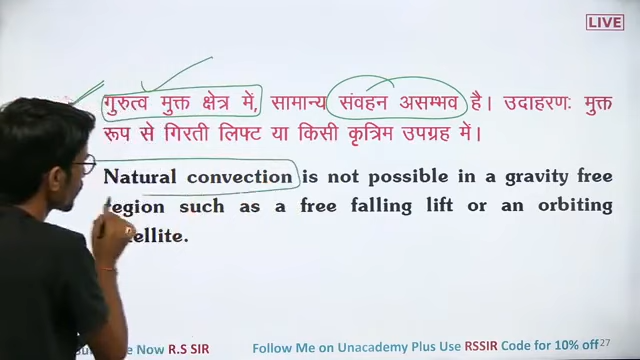 LIVE
गुरुत्व मुक्त क्षेत्र में, सामान्य संवहन असम्भव है। उदाहरणः मुक्त
रूप से गिरती लिफ्ट या किसी कृत्रिम उपग्रह में।
Natural convection is not possible in a gravity free
region such as a free falling lift or an orbiting
Now R.S SIR
Follow Me on Unacademy Plus Use RSSIR Code for 10% off 27